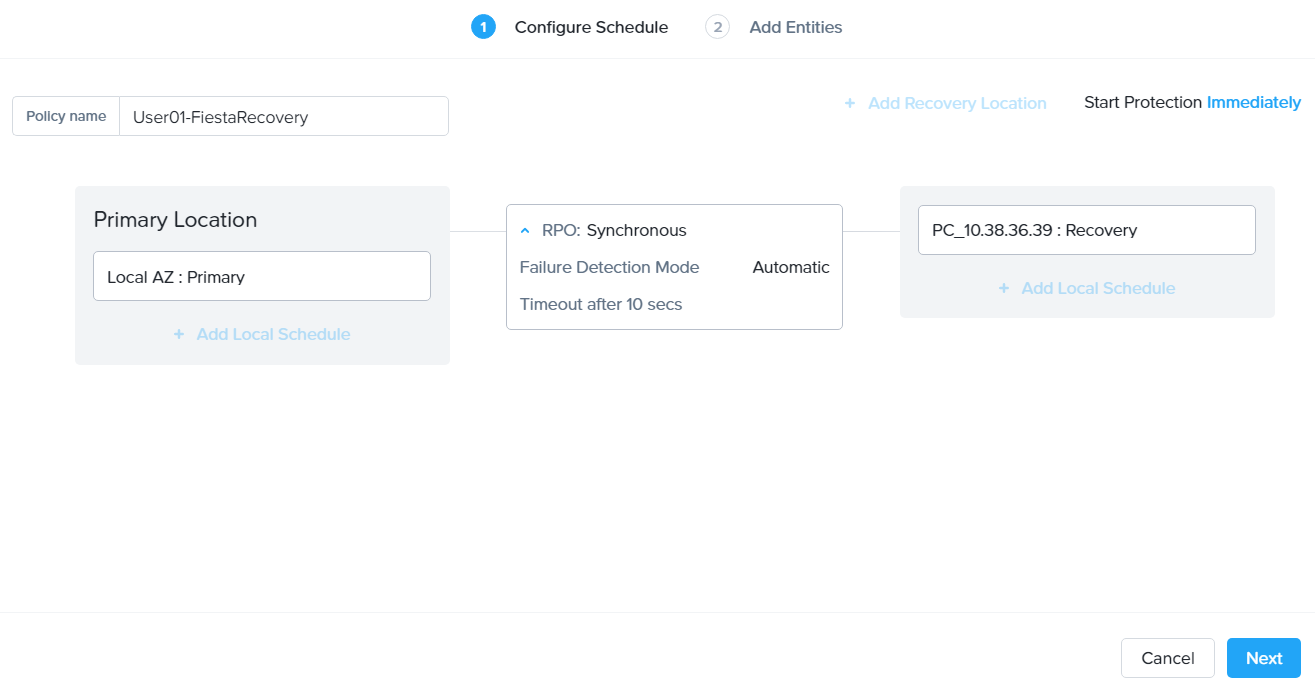 1 Configure Schedule 2 Add Entities
Policy name User01-FiestaRecovery
+ Add Recovery Location Start Protection Immediately
Primary Location
Local AZ : Primary
+ Add Local Schedule
RPO: Synchronous
Failure Detection Mode Automatic
Timeout after 10 secs
PC_10.38.36.39 : Recovery
+ Add Local Schedule
Cancel Next